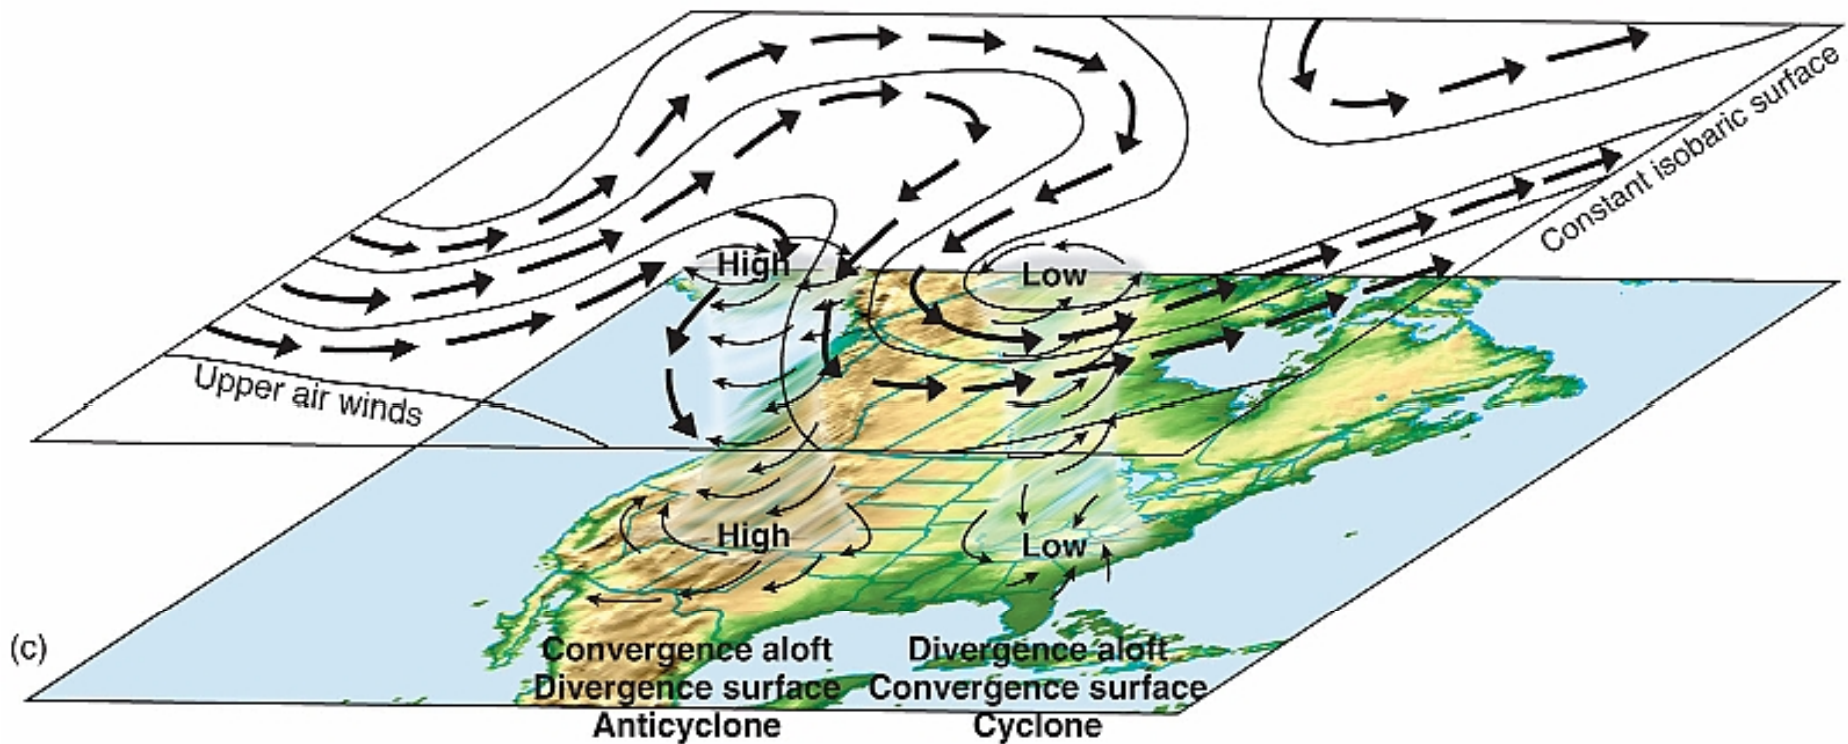 Constant isobaric surface
High
Low
Upper air winds
High
Low
(c)
Convergence aloft
Divergence surface
Anticyclone
Divergence aloft
Convergence surface
Cyclone